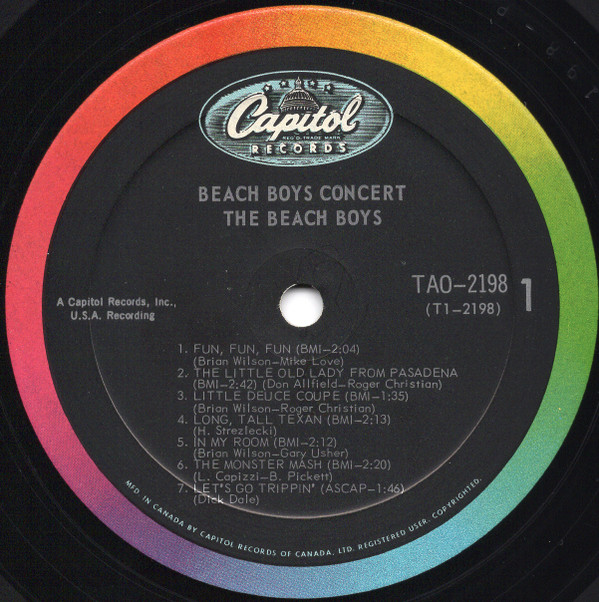 Capitol
REG'D. TRADE MARK
RECORDS
BEACH BOYS CONCERT
THE BEACH BOYS
A Capitol Records, Inc.,
U.S.A. Recording
TAO-2198
(T1-2198)
1
1. FUN, FUN, FUN (BMI-2:04)
(Brian Wilson-Mike Love)
2. THE LITTLE OLD LADY FROM PASADENA
(BMI-2:42) (Don Allfield-Roger Christian)
3. LITTLE DEUCE COUPE (BMI-1:35)
(Brian Wilson-Roger Christian)
4. LONG, TALL TEXAN (BMI-2:13)
(H. Strezlecki)
5. IN MY ROOM (BMI-2:12)
(Brian Wilson-Gary Usher)
6. THE MONSTER MASH (BMI-2:20)
(L. Capizzi-B. Pickett)
7. LET'S GO TRIPPIN' (ASCAP-1:46)
(Dick Dale)
MFD. IN CANADA BY CAPITOL RECORDS OF CANADA, LTD. REGISTERED USER. COPYRIGHTED.